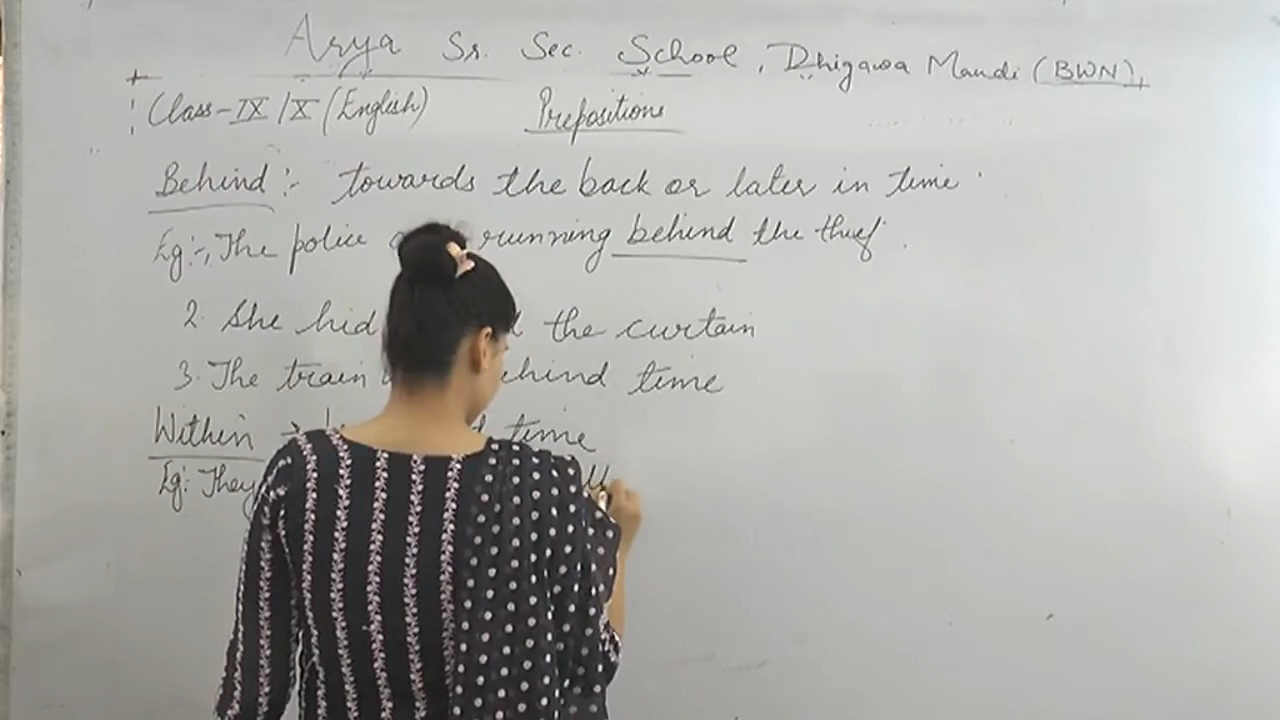 Arya Sr. Sec. School, Dhigawa Mandi (BWN)
Class-IX/X (English) Prepositions
Behind :- towards the back or later in time
Eg:-, The police running behind the thief.
2. She hid the curtain
3. The train behind time
Within → time
Eg: They